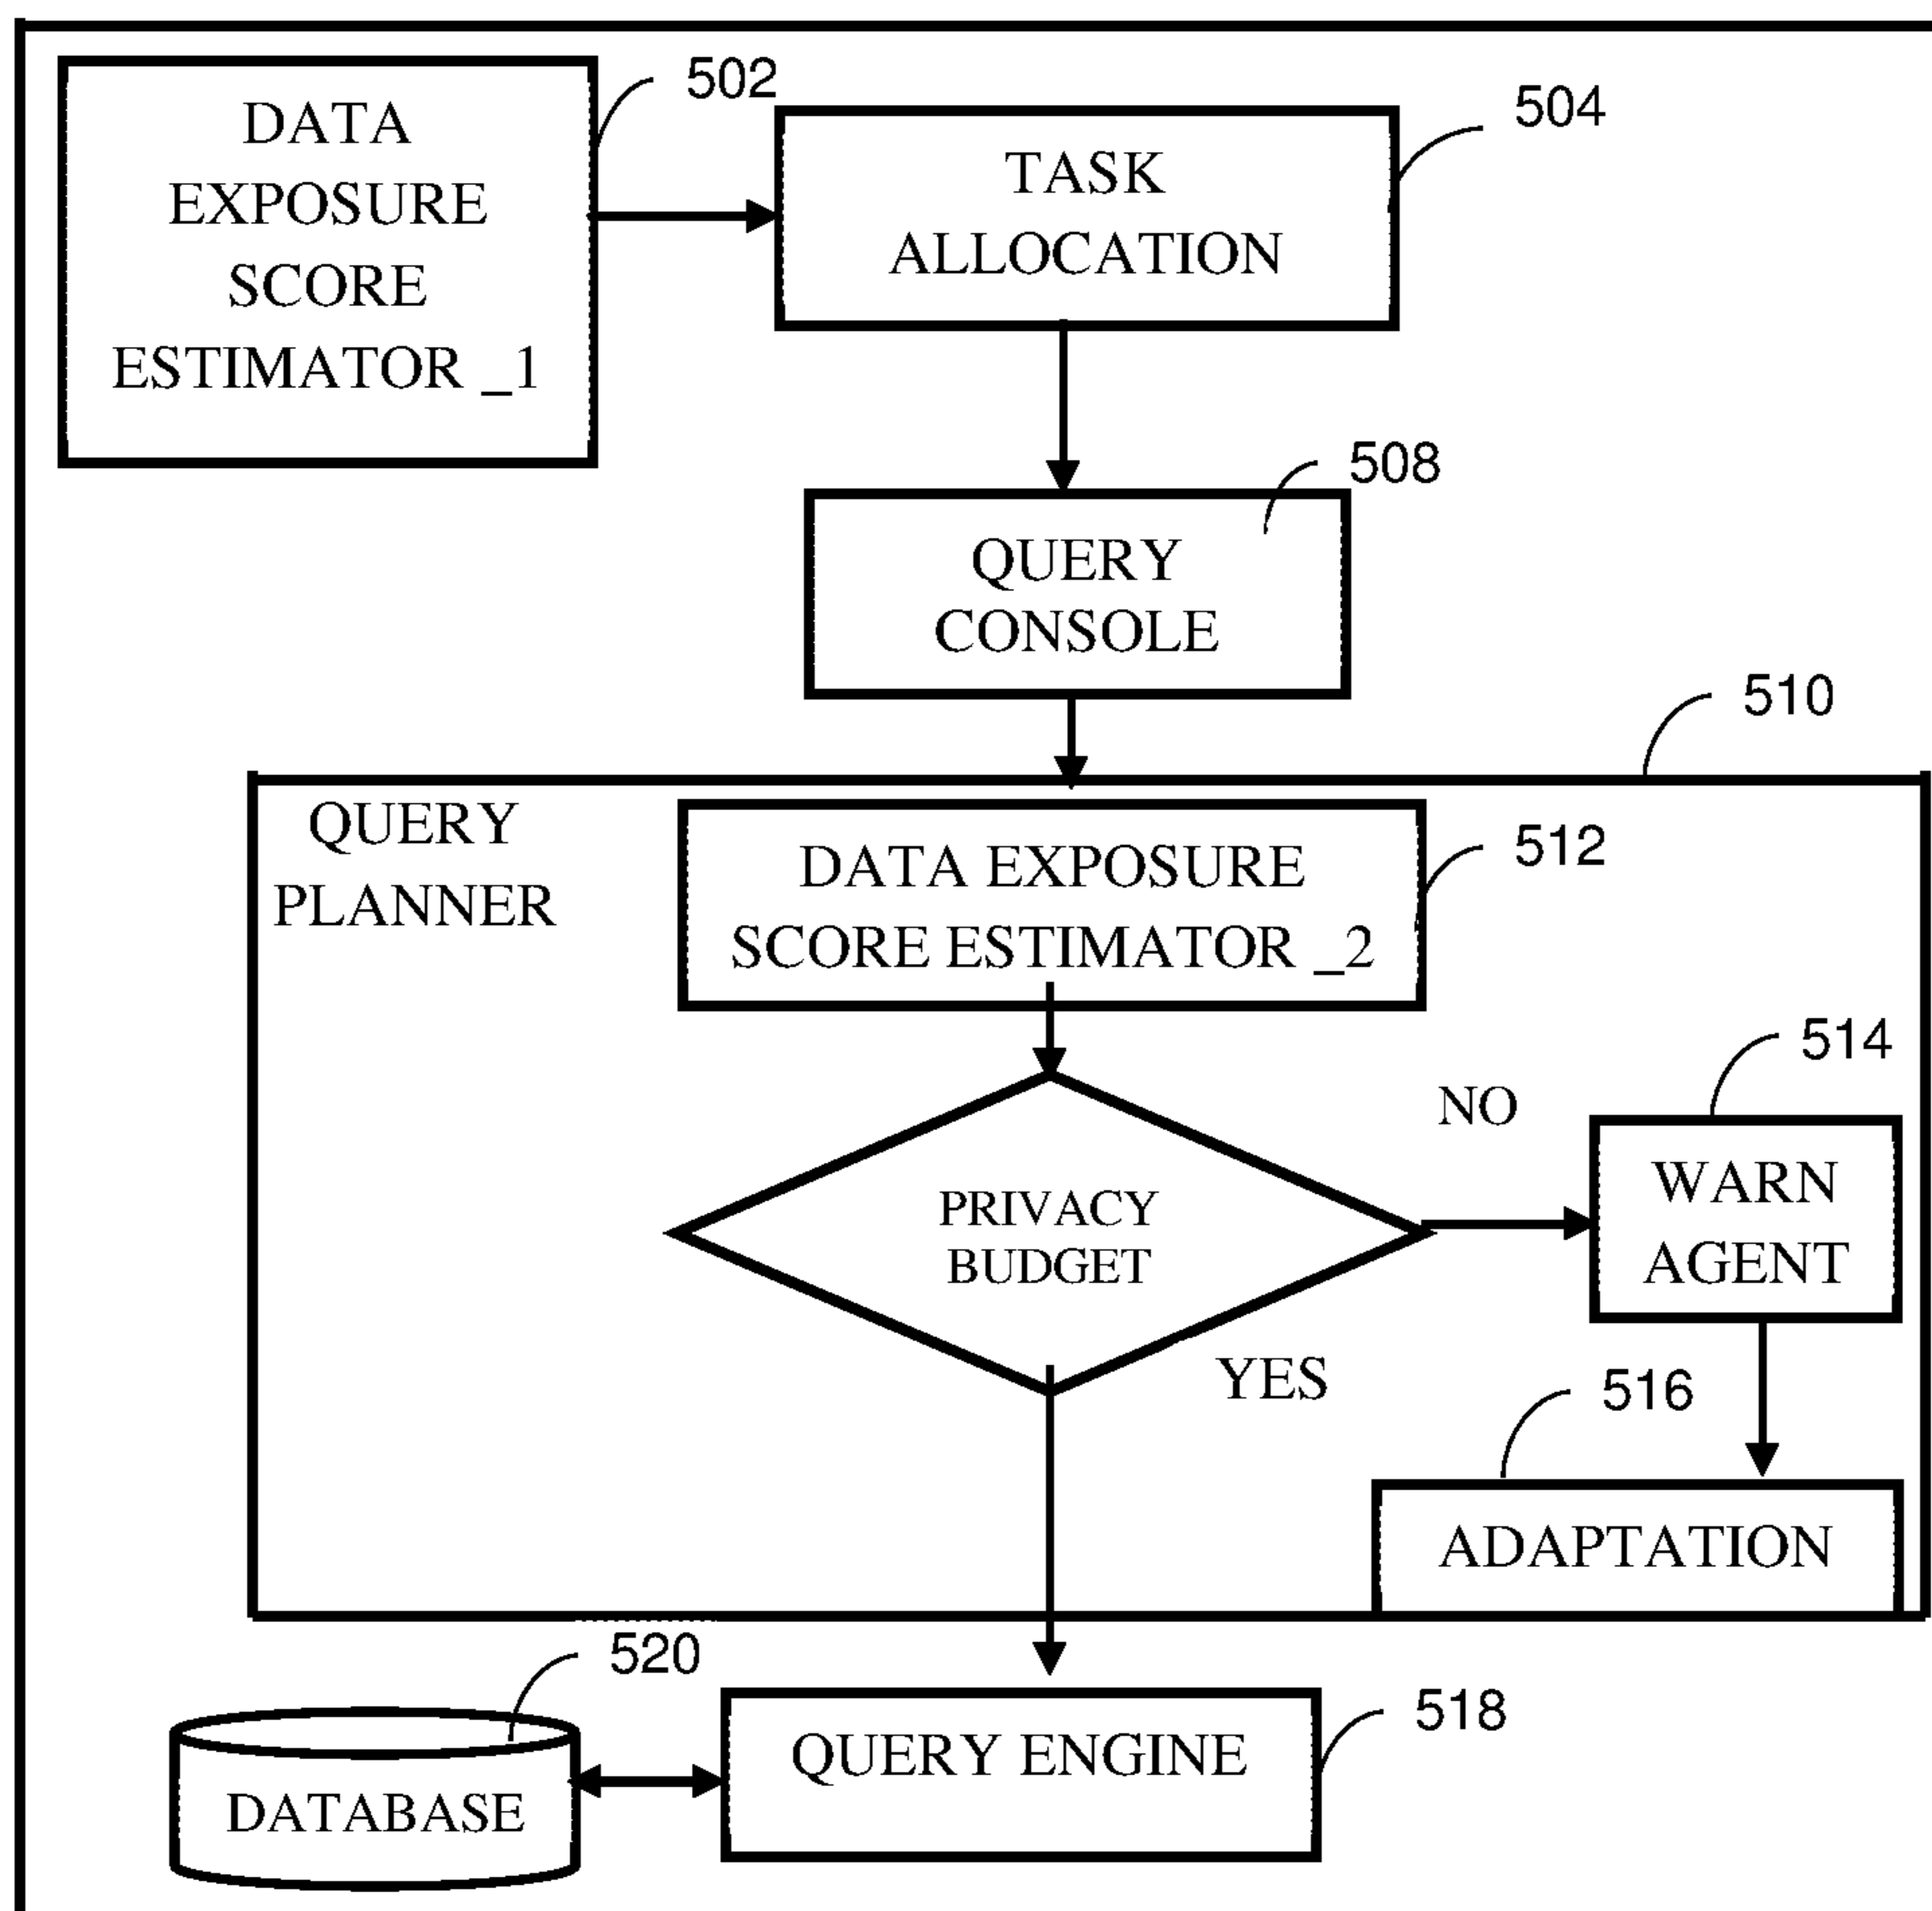 502
DATA
EXPOSURE
SCORE
ESTIMATOR _1
504
TASK
ALLOCATION
508
QUERY
CONSOLE
510
QUERY
PLANNER
512
DATA EXPOSURE
SCORE ESTIMATOR _2
514
NO
WARN
AGENT
PRIVACY
BUDGET
YES
516
ADAPTATION
520
DATABASE
518
QUERY ENGINE